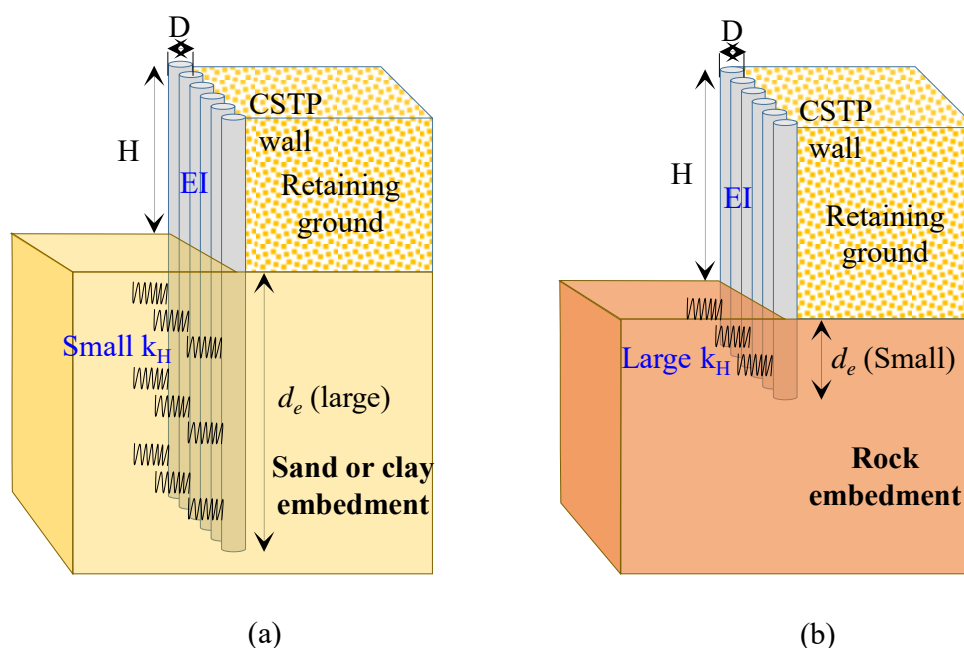 D
CSTP
wall
H
EI
Retaining
ground
Small k_H
d_e (large)
Sand or clay
embedment
(a)
D
CSTP
wall
H
EI
Retaining
ground
Large k_H
d_e (Small)
Rock
embedment
(b)